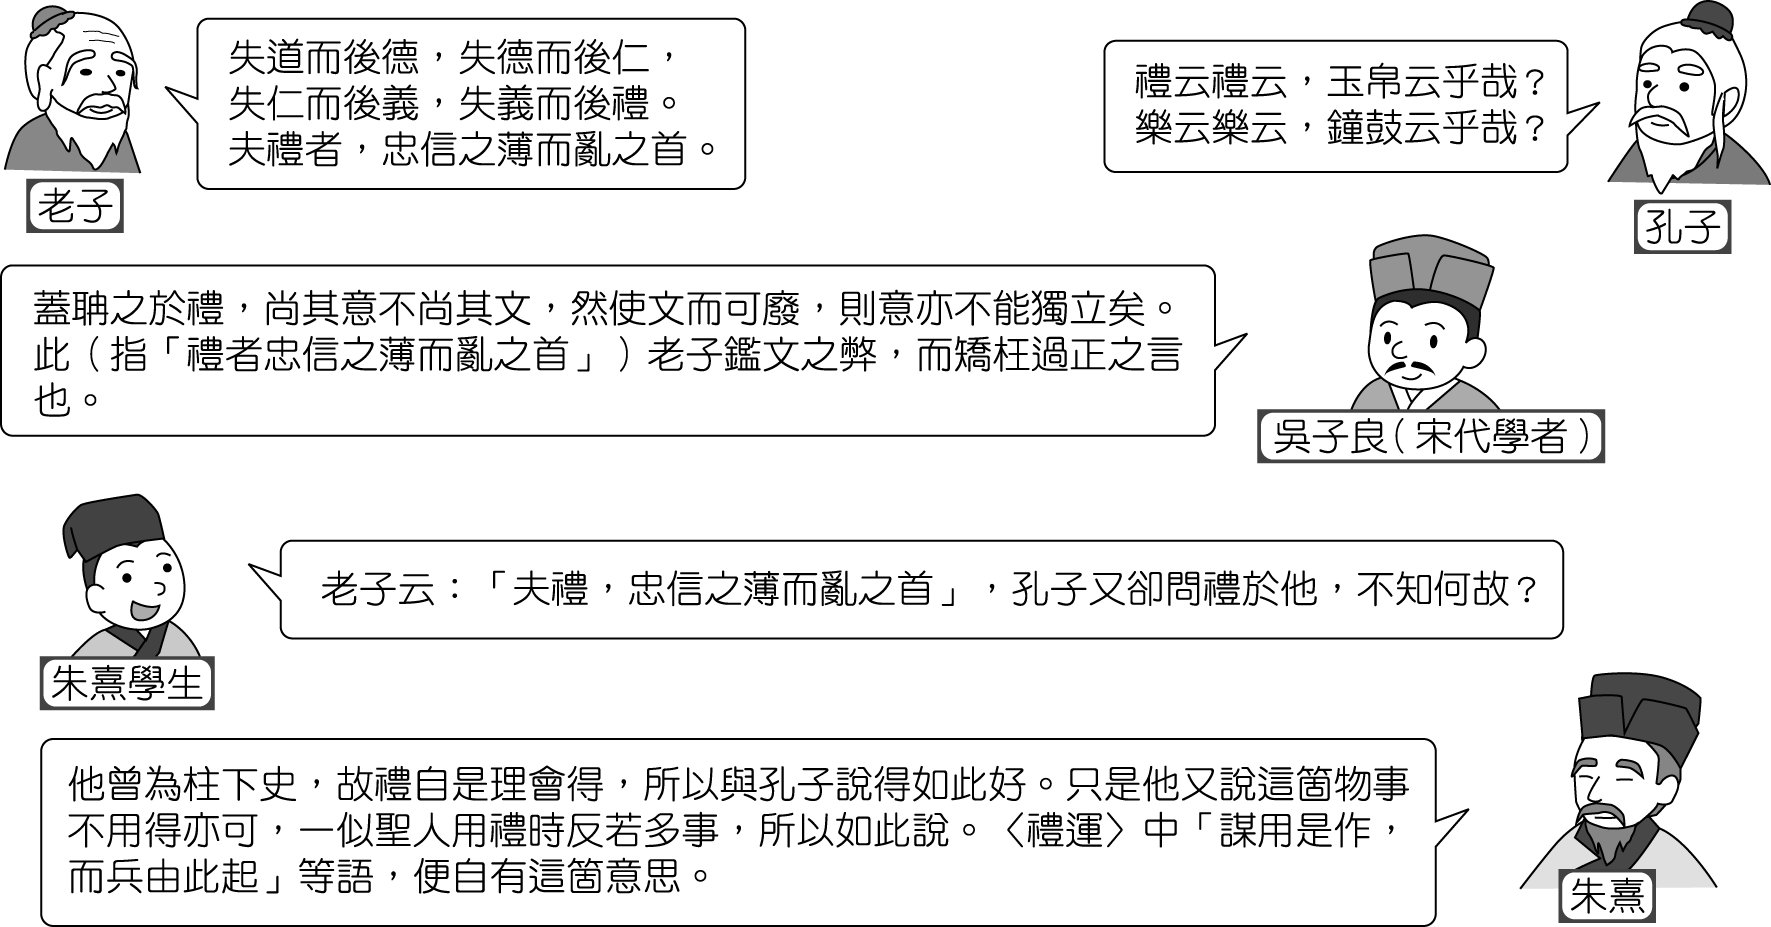 失道而後德，失德而後仁，
失仁而後義，失義而後禮。
夫禮者，忠信之薄而亂之首。
老子
禮云禮云，玉帛云乎哉？
樂云樂云，鐘鼓云乎哉？
孔子
蓋聃之於禮，尚其意不尚其文，然使文而可廢，則意亦不能獨立矣。
此（指「禮者忠信之薄而亂之首」）老子鑑文之弊，而矯枉過正之言
也。
吳子良（宋代學者）
老子云：「夫禮，忠信之薄而亂之首」，孔子又卻問禮於他，不知何故？
朱熹學生
他曾為柱下史，故禮自是理會得，所以與孔子說得如此好。只是他又說這箇物事
不用得亦可，一似聖人用禮時反若多事，所以如此說。〈禮運〉中「謀用是作，
而兵由此起」等語，便自有這箇意思。
朱熹